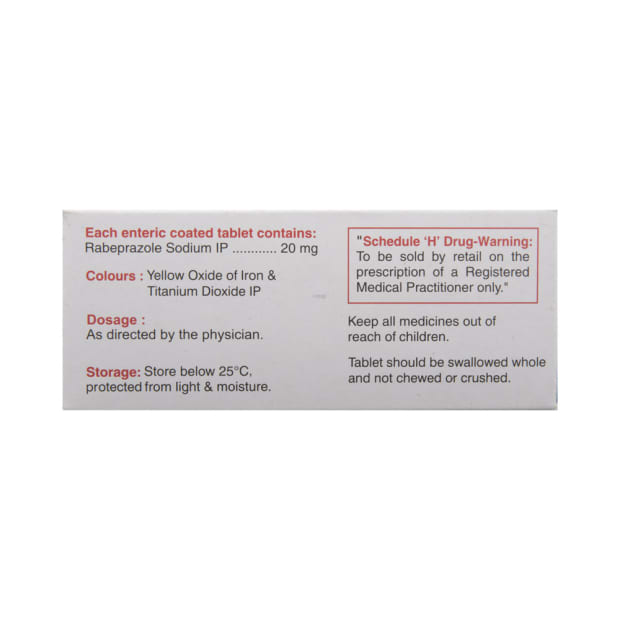 Each enteric coated tablet contains:
Rabeprazole Sodium IP ............ 20 mg
Colours : Yellow Oxide of Iron &
Titanium Dioxide IP
Dosage :
As directed by the physician.
Storage: Store below 25°C,
protected from light & moisture.
"Schedule 'H' Drug-Warning:
To be sold by retail on the
prescription of a Registered
Medical Practitioner only."
Keep all medicines out of
reach of children.
Tablet should be swallowed whole
and not chewed or crushed.